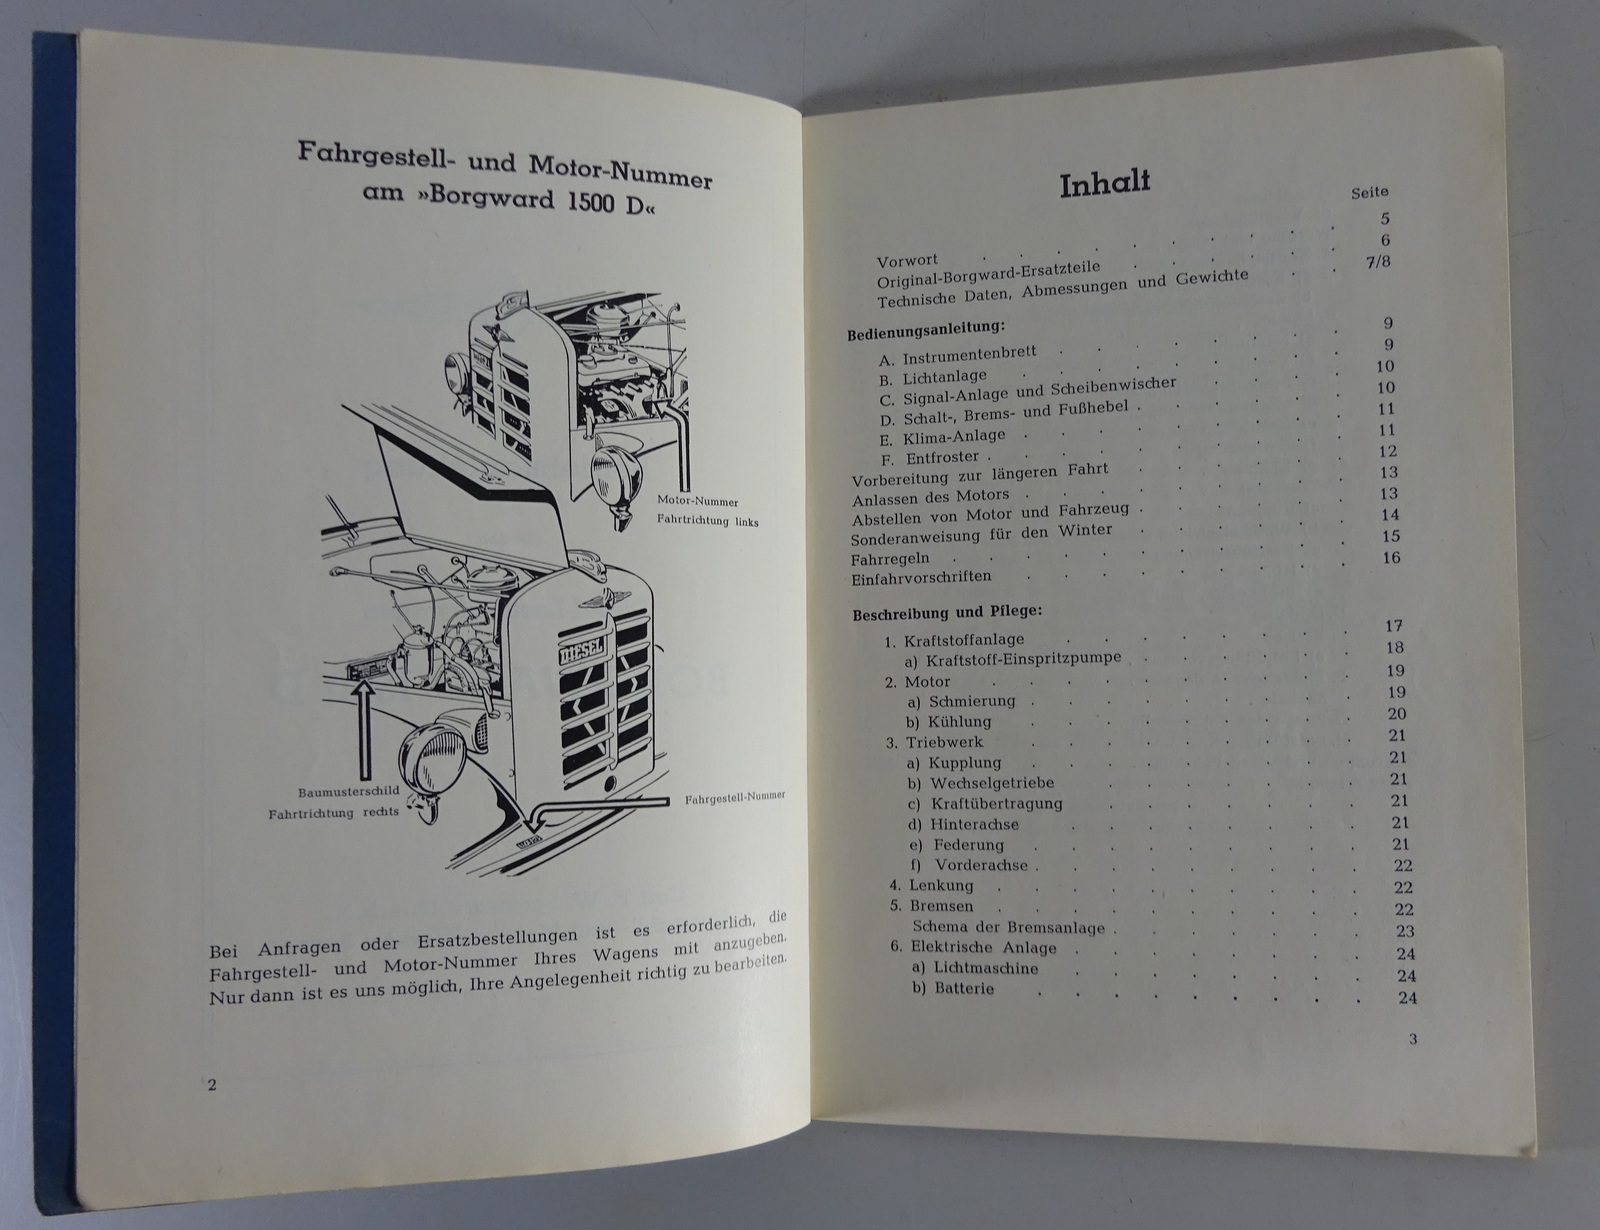 Fahrgestell- und Motor-Nummer
am »Borgward 1500 D«
DIESEL
Motor-Nummer
Fahrtrichtung links
Baumusterschild
Fahrtrichtung rechts
Fahrgestell-Nummer
Bei Anfragen oder Ersatzbestellungen ist es erforderlich, die
Fahrgestell- und Motor-Nummer Ihres Wagens mit anzugeben.
Nur dann ist es uns möglich, Ihre Angelegenheit richtig zu bearbeiten.
2
Inhalt
Seite
Vorwort . . . . . . . . . . 5
Original-Borgward-Ersatzteile . . . . . . 6
Technische Daten, Abmessungen und Gewichte . . 7/8
Bedienungsanleitung:
A. Instrumentenbrett . . . . . . . . 9
B. Lichtanlage . . . . . . . . . 9
C. Signal-Anlage und Scheibenwischer . . . . 10
D. Schalt-, Brems- und Fußhebel . . . . . . 10
E. Klima-Anlage . . . . . . . . . 11
F. Entfroster . . . . . . . . . . 11
Vorbereitung zur längeren Fahrt . . . . . . 12
Anlassen des Motors . . . . . . . . . 13
Abstellen von Motor und Fahrzeug . . . . . . 13
Sonderanweisung für den Winter . . . . . . 14
Fahrregeln . . . . . . . . . . . 15
Einfahrvorschriften . . . . . . . . . 16
Beschreibung und Pflege:
1. Kraftstoffanlage . . . . . . . . 17
a) Kraftstoff-Einspritzpumpe . . . . . . 18
2. Motor . . . . . . . . . . 19
a) Schmierung . . . . . . . . . 19
b) Kühlung . . . . . . . . . 20
3. Triebwerk . . . . . . . . . 21
a) Kupplung . . . . . . . . . 21
b) Wechselgetriebe . . . . . . . 21
c) Kraftübertragung . . . . . . . 21
d) Hinterachse . . . . . . . . 21
e) Federung . . . . . . . . . 21
f) Vorderachse . . . . . . . . . 22
4. Lenkung . . . . . . . . . . 22
5. Bremsen . . . . . . . . . . 22
Schema der Bremsanlage . . . . . . . 23
6. Elektrische Anlage . . . . . . . . 24
a) Lichtmaschine . . . . . . . . 24
b) Batterie . . . . . . . . . 24
3